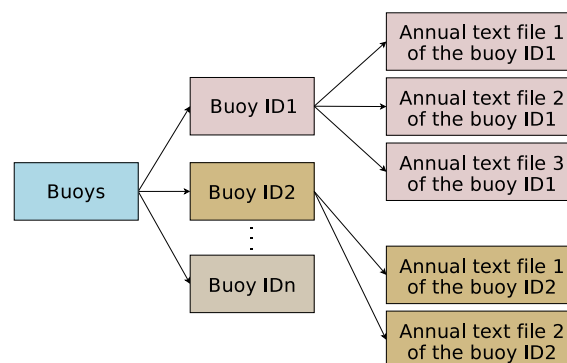 Buoys
Buoy ID1
Buoy ID2
Buoy IDn
Annual text file 1
of the buoy ID1
Annual text file 2
of the buoy ID1
Annual text file 3
of the buoy ID1
Annual text file 1
of the buoy ID2
Annual text file 2
of the buoy ID2